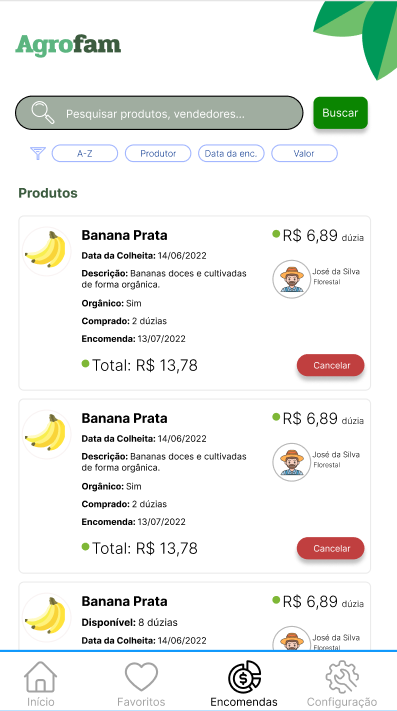 Agrofam
Pesquisar produtos, vendedores...
Buscar
A-Z
Produtor
Data da enc.
Valor
Produtos
Banana Prata
R$ 6,89 dúzia
Data da Colheita: 14/06/2022
Descrição: Bananas doces e cultivadas
de forma orgânica.
José da Silva
Florestal
Orgânico: Sim
Comprado: 2 dúzias
Encomenda: 13/07/2022
Total: R$ 13,78
Cancelar
Banana Prata
R$ 6,89 dúzia
Data da Colheita: 14/06/2022
Descrição: Bananas doces e cultivadas
de forma orgânica.
José da Silva
Florestal
Orgânico: Sim
Comprado: 2 dúzias
Encomenda: 13/07/2022
Total: R$ 13,78
Cancelar
Banana Prata
R$ 6,89 dúzia
Disponível: 8 dúzias
Data da Colheita: 14/06/2022
José da Silva
Florestal
Início
Favoritos
Encomendas
Configuração